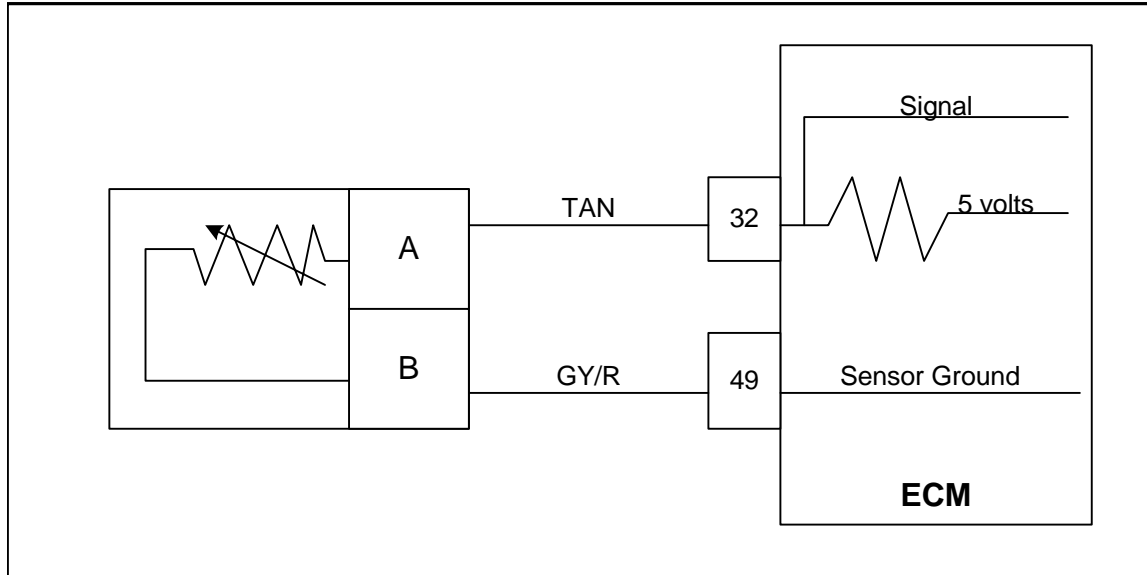 Signal
TAN
32
5 volts
A
B
GY/R
49
Sensor Ground
ECM